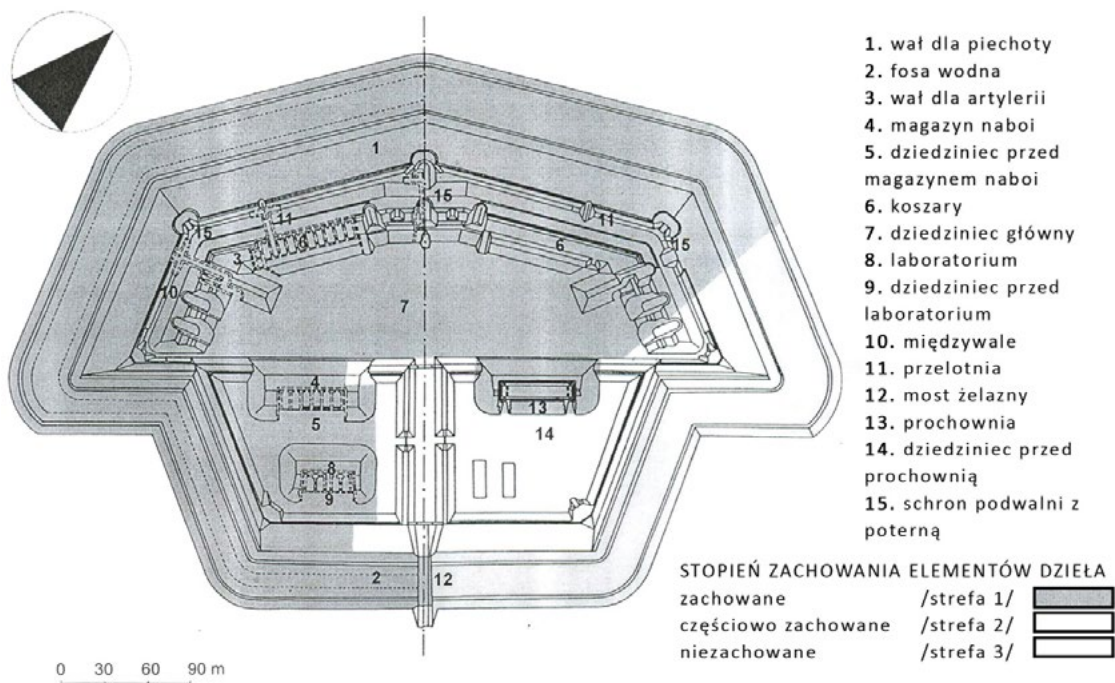 1. wał dla piechoty
2. fosa wodna
3. wał dla artylerii
4. magazyn naboi
5. dziedziniec przed
magazynem naboi
6. koszary
7. dziedziniec główny
8. laboratorium
9. dziedziniec przed
laboratorium
10. międzywale
11. przelotnia
12. most żelazny
13. prochownia
14. dziedziniec przed
prochownią
15. schron podwalni z
poterną
STOPIEŃ ZACHOWANIA ELEMENTÓW DZIEŁA
zachowane /strefa 1/
częściowo zachowane /strefa 2/
niezachowane /strefa 3/
1
15
11
11
15
15
6
6
3
10
7
4
5
13
14
8
9
2
12
0 30 60 90 m